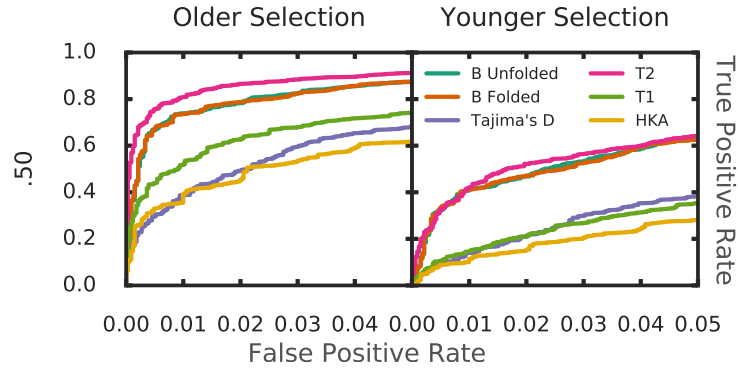 Older Selection
Younger Selection
1.0
0.8
0.6
0.4
0.2
0.0
.50
B Unfolded
B Folded
Tajima's D
T2
T1
HKA
True Positive Rate
0.00 0.01 0.02 0.03 0.04 0.00 0.01 0.02 0.03 0.04 0.05
False Positive Rate